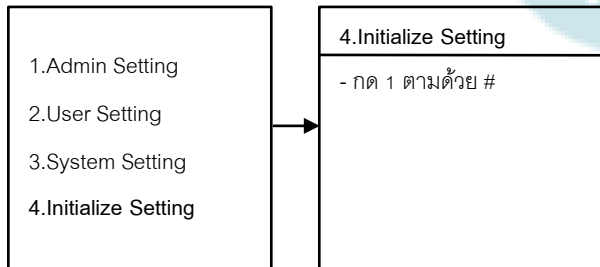 1.Admin Setting
2.User Setting
3.System Setting
4.Initialize Setting
4.Initialize Setting
- กด 1 ตามด้วย #